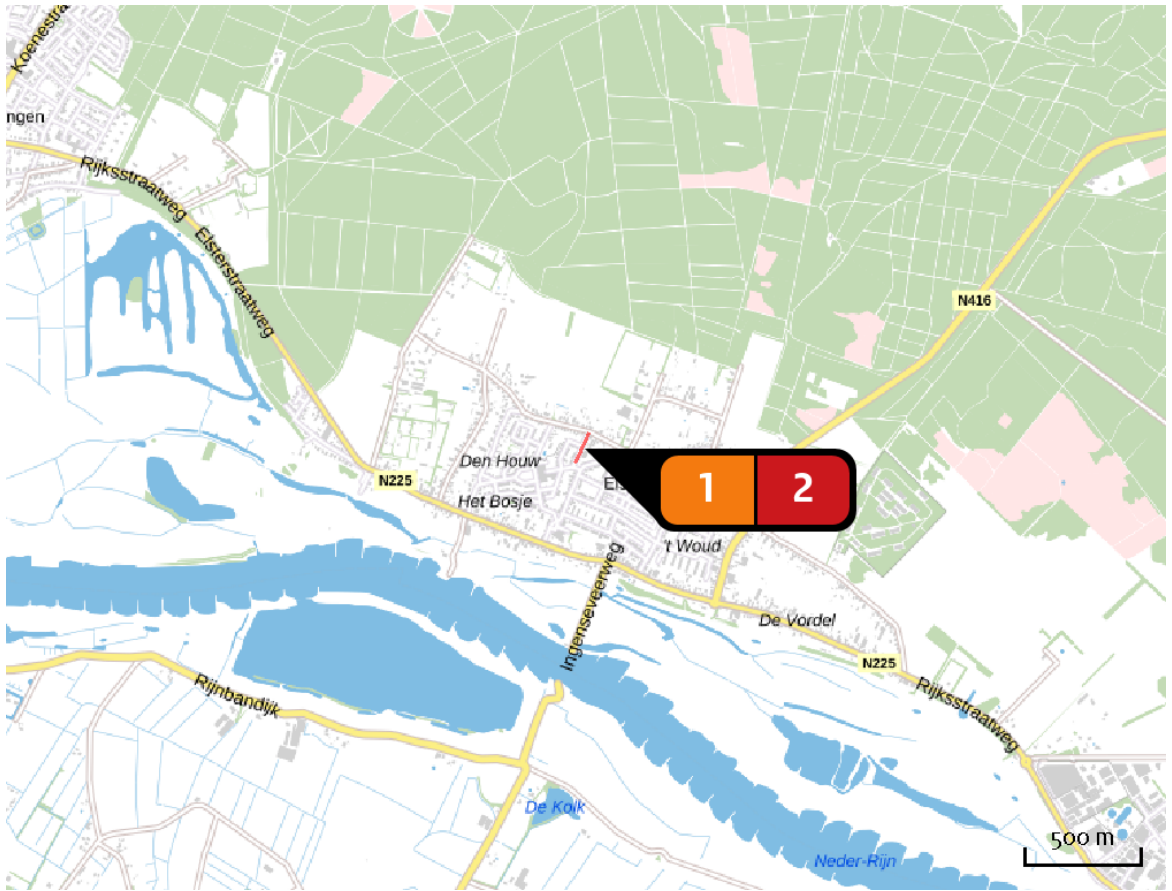 Koenestra
ngen
Rijksstraatweg
Elsterstraatweg
N416
Den Houw
N225
Het Bosje
1
2
't Woud
Ingenseveerweg
De Vordel
N225
Rijnbandijk
Rijksstraatweg
De Kolk
500 m
Neder-Rijn